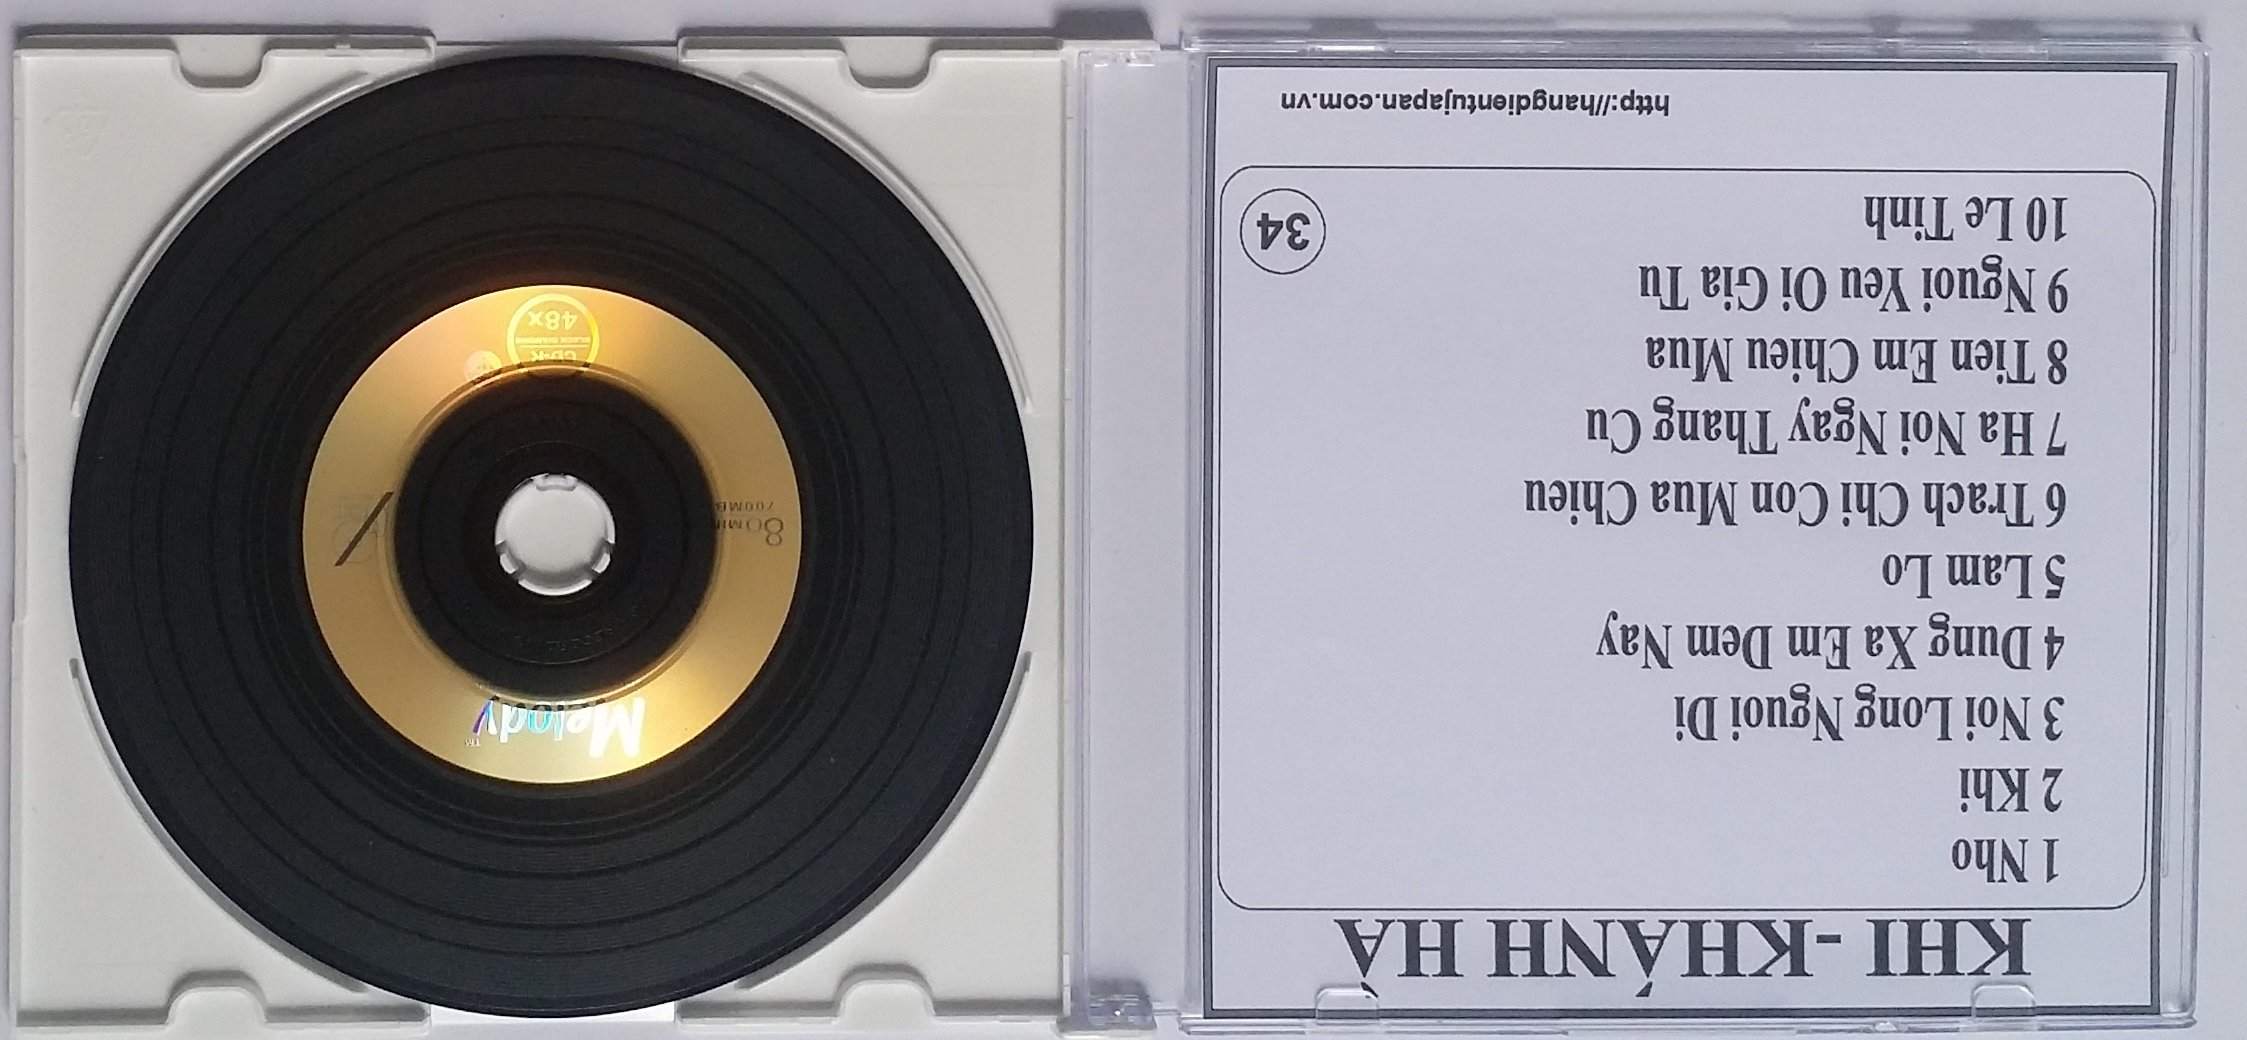 KHI - KHÁNH HÀ
1 Nho
2 Khi
3 Noi Long Nguoi Di
4 Dung Xa Em Dem Nay
5 Lam Lo
6 Trach Chi Con Mua Chieu
7 Ha Noi Ngay Thang Cu
8 Tien Em Chieu Mua
9 Nguoi Yeu Oi Gia Tu
10 Le Tinh
34
http://hangdientujapan.com.vn
Melody™
80MIN
700MB
CD-R
48x